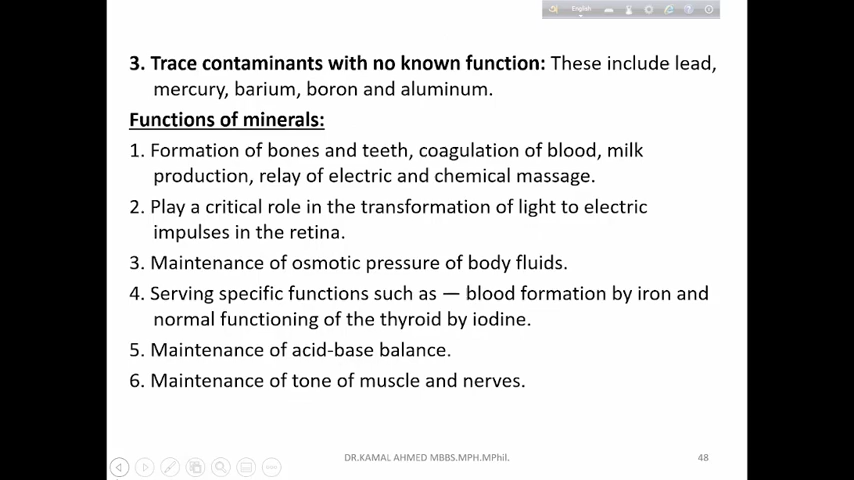 English
3. Trace contaminants with no known function: These include lead,
mercury, barium, boron and aluminum.
Functions of minerals:
1. Formation of bones and teeth, coagulation of blood, milk
production, relay of electric and chemical massage.
2. Play a critical role in the transformation of light to electric
impulses in the retina.
3. Maintenance of osmotic pressure of body fluids.
4. Serving specific functions such as — blood formation by iron and
normal functioning of the thyroid by iodine.
5. Maintenance of acid-base balance.
6. Maintenance of tone of muscle and nerves.
DR.KAMAL AHMED MBBS.MPH.MPhil.
48